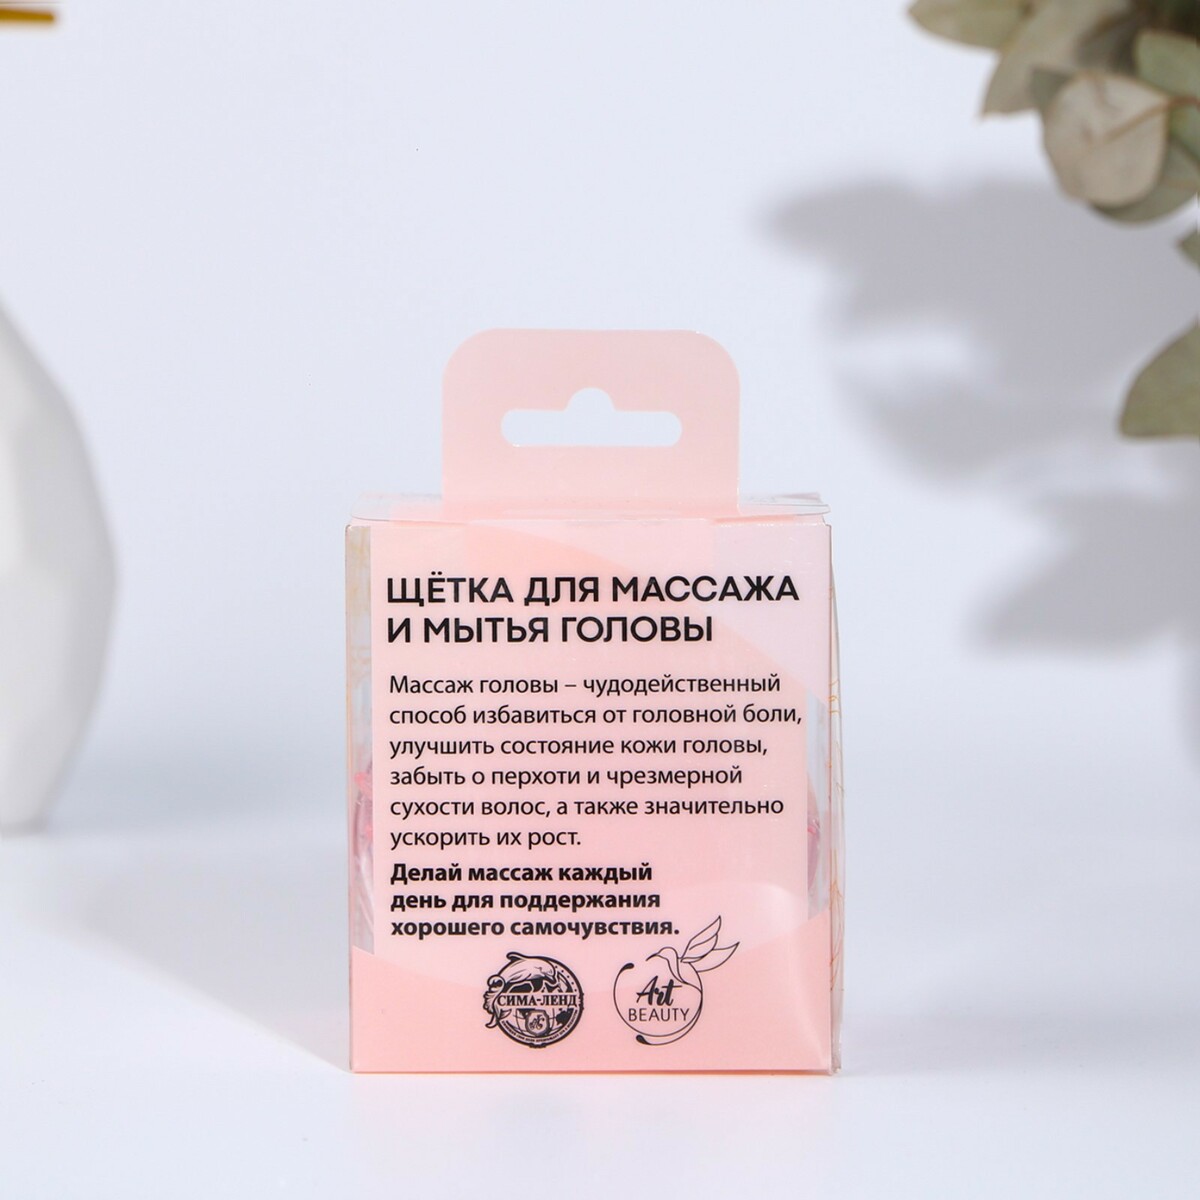 ЩЁТКА ДЛЯ МАССАЖА
И МЫТЬЯ ГОЛОВЫ
Массаж головы – чудодейственный
способ избавиться от головной боли,
улучшить состояние кожи головы,
забыть о перхоти и чрезмерной
сухости волос, а также значительно
ускорить их рост.
Делай массаж каждый
день для поддержания
хорошего самочувствия.
СИМА-ЛЕНД
Art
BEAUTY